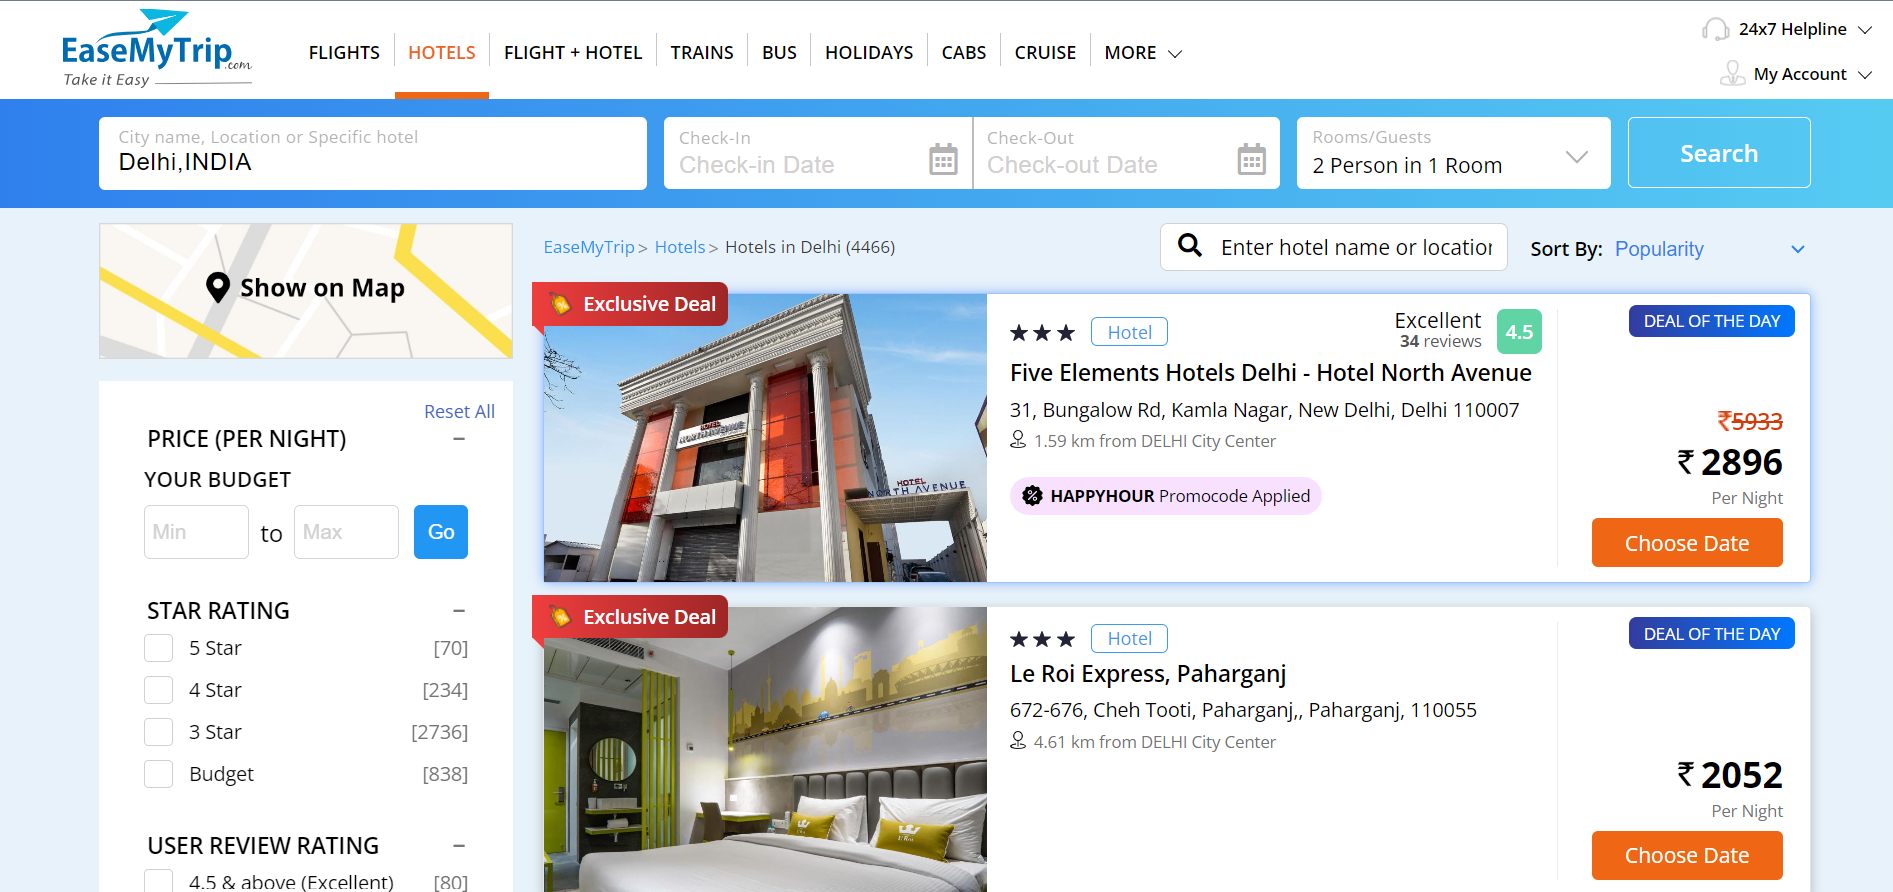 EaseMyTrip.com
Take it Easy
FLIGHTS
HOTELS
FLIGHT + HOTEL
TRAINS
BUS
HOLIDAYS
CABS
CRUISE
MORE
24x7 Helpline
My Account
City name, Location or Specific hotel
Delhi,INDIA
Check-In
Check-in Date
Check-Out
Check-out Date
Rooms/Guests
2 Person in 1 Room
Search
Show on Map
EaseMyTrip > Hotels > Hotels in Delhi (4466)
Enter hotel name or location
Sort By: Popularity
Reset All
PRICE (PER NIGHT)
YOUR BUDGET
Min to Max Go
STAR RATING
5 Star [70]
4 Star [234]
3 Star [2736]
Budget [838]
USER REVIEW RATING
4.5 & above (Excellent) [80]
Exclusive Deal
HOTEL
NORTH AVENUE
HOTEL
NORTH AVENUE
Hotel
Excellent
34 reviews
4.5
Five Elements Hotels Delhi - Hotel North Avenue
31, Bungalow Rd, Kamla Nagar, New Delhi, Delhi 110007
1.59 km from DELHI City Center
HAPPYHOUR Promocode Applied
DEAL OF THE DAY
₹5933
₹ 2896
Per Night
Choose Date
Exclusive Deal
Hotel
Le Roi Express, Paharganj
672-676, Cheh Tooti, Paharganj,, Paharganj, 110055
4.61 km from DELHI City Center
DEAL OF THE DAY
₹ 2052
Per Night
Choose Date